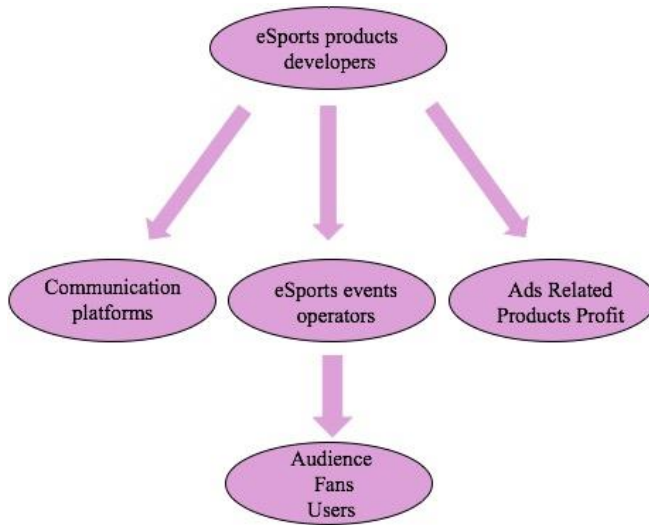 eSports products
developers
Communication
platforms
eSports events
operators
Ads Related
Products Profit
Audience
Fans
Users